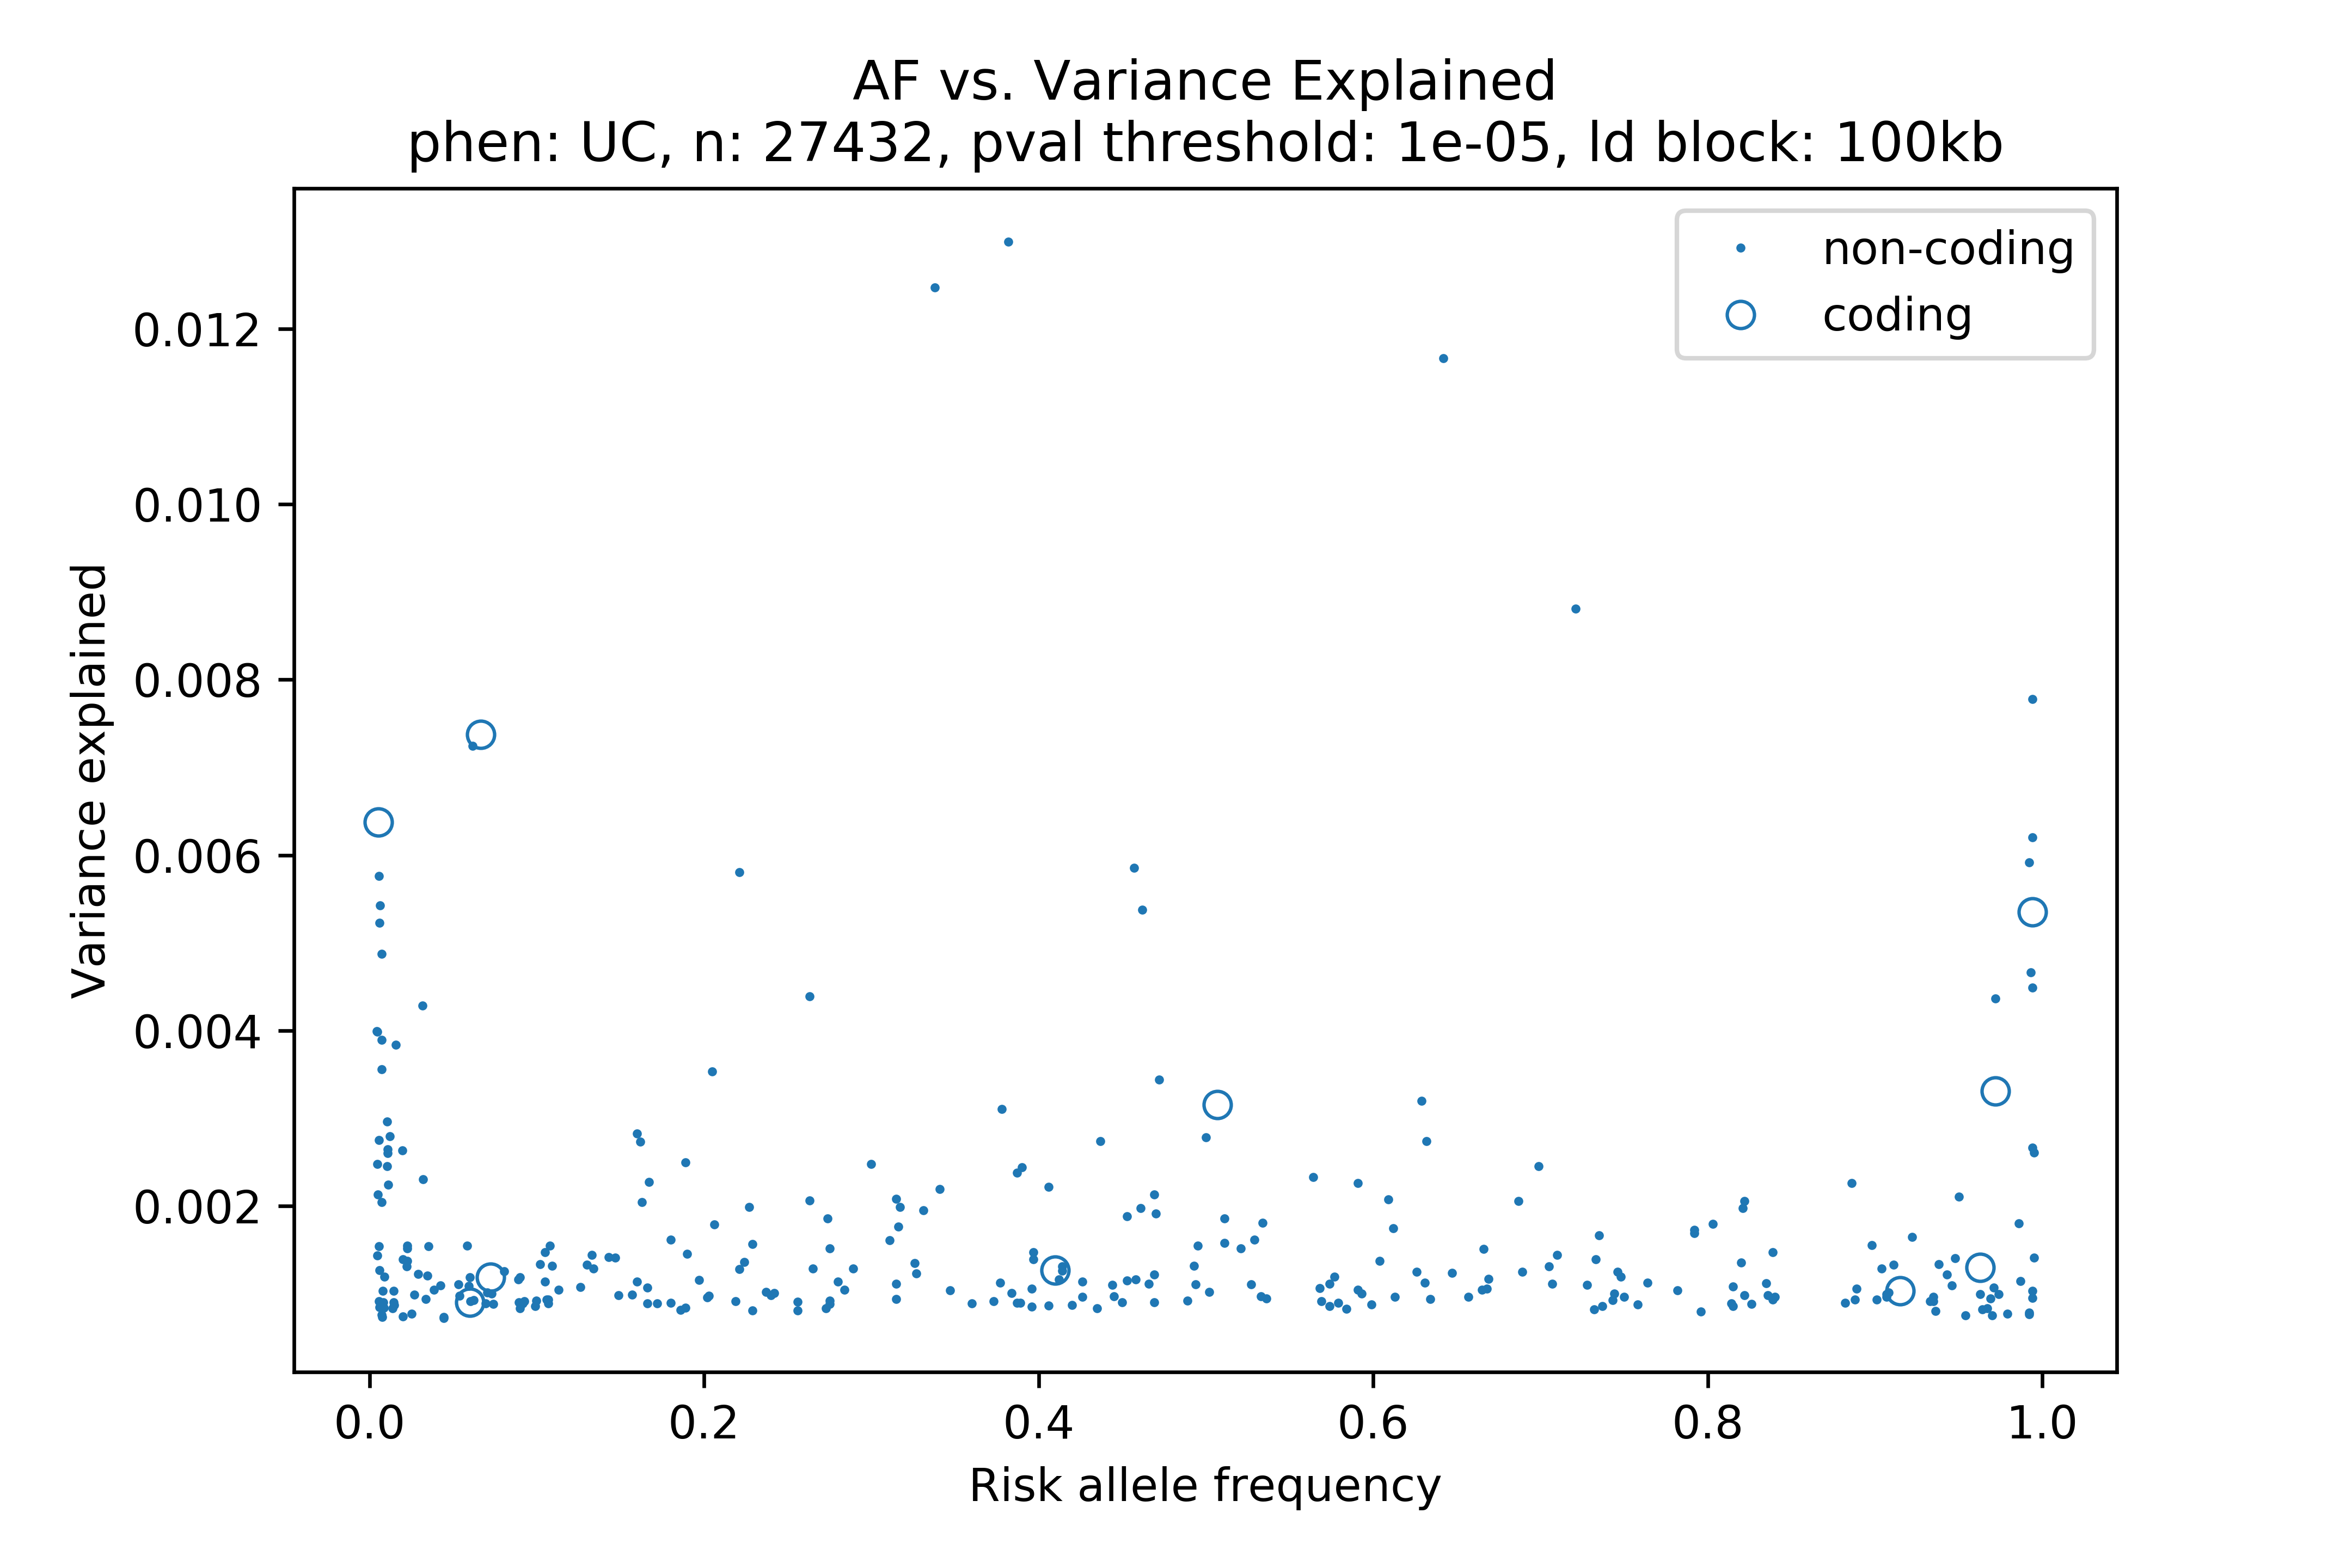 AF vs. Variance Explained
phen: UC, n: 27432, pval threshold: 1e-05, ld block: 100kb
non-coding
coding
0.012
0.010
0.008
0.006
0.004
0.002
Variance explained
0.0 0.2 0.4 0.6 0.8 1.0
Risk allele frequency